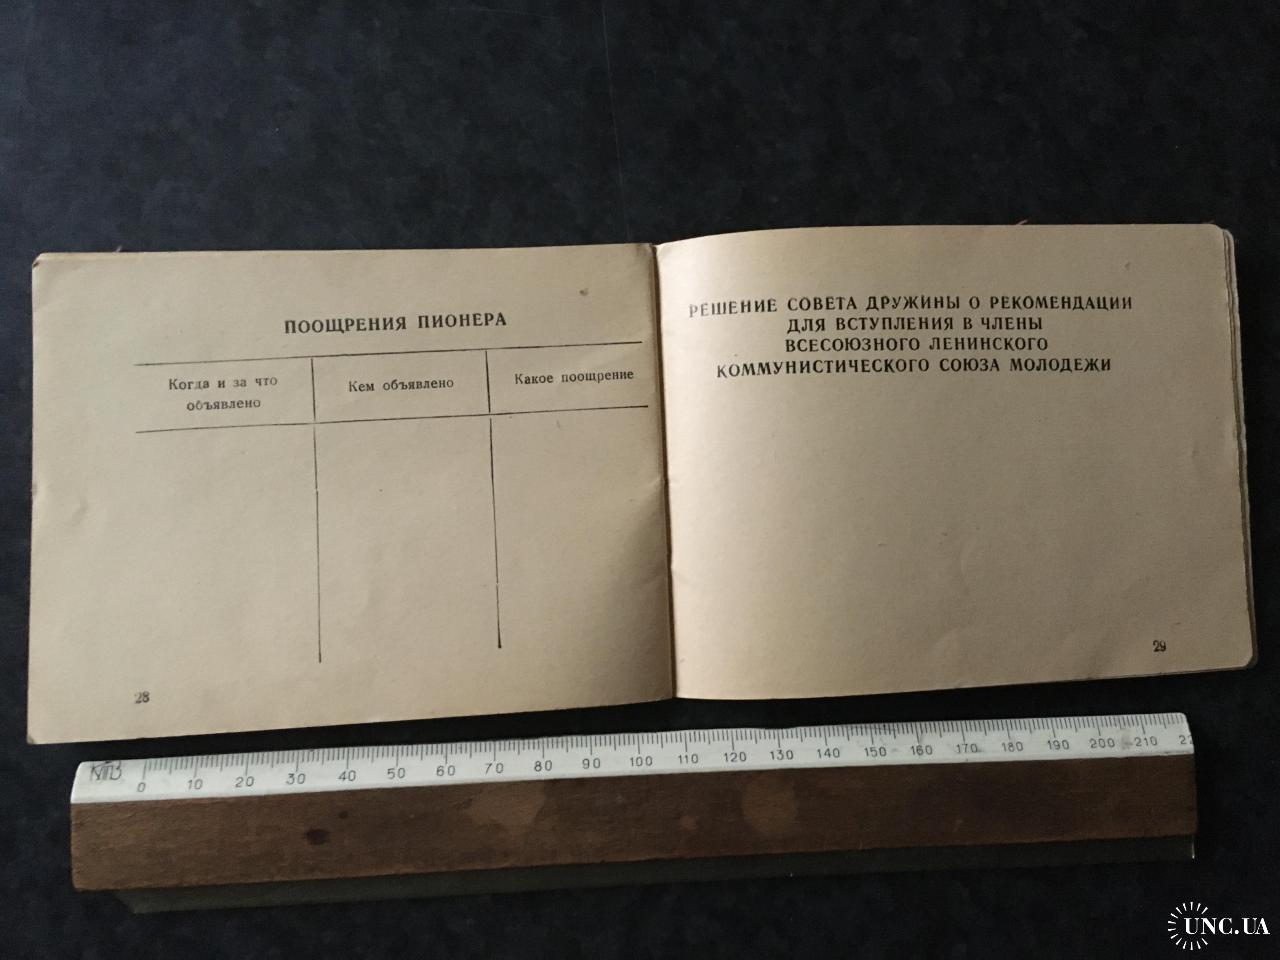 ПООЩРЕНИЯ ПИОНЕРА
Когда и за что
объявлено
Кем объявлено
Какое поощрение
28
РЕШЕНИЕ СОВЕТА ДРУЖИНЫ О РЕКОМЕНДАЦИИ
ДЛЯ ВСТУПЛЕНИЯ В ЧЛЕНЫ
ВСЕСОЮЗНОГО ЛЕНИНСКОГО
КОММУНИСТИЧЕСКОГО СОЮЗА МОЛОДЕЖИ
29
0 10 20 30 40 50 60 70 80 90 100 110 120 130 140 150 160 170 180 190 200 210
UNC.UA